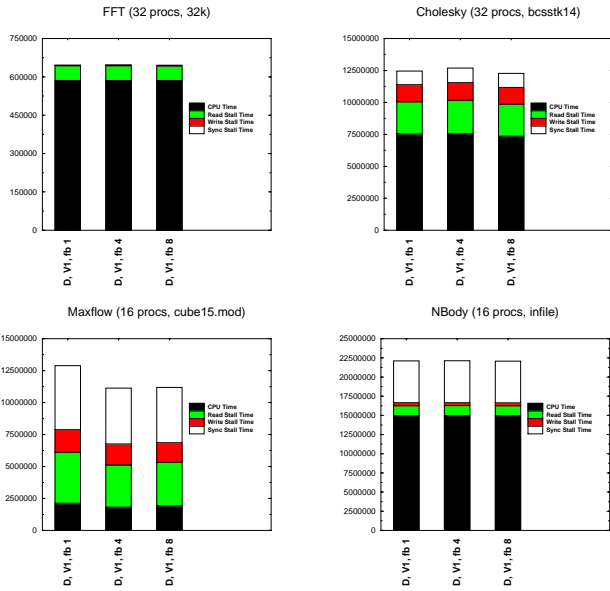 FFT (32 procs, 32k)
750000
600000
450000
300000
150000
0
CPU Time
Read Stall Time
Write Stall Time
Sync Stall Time
D, V1, fb 1
D, V1, fb 4
D, V1, fb 8
Cholesky (32 procs, bcsstk14)
15000000
12500000
10000000
7500000
5000000
2500000
0
CPU Time
Read Stall Time
Write Stall Time
Sync Stall Time
D, V1, fb 1
D, V1, fb 4
D, V1, fb 8
Maxflow (16 procs, cube15.mod)
15000000
12500000
10000000
7500000
5000000
2500000
0
CPU Time
Read Stall Time
Write Stall Time
Sync Stall Time
D, V1, fb 1
D, V1, fb 4
D, V1, fb 8
NBody (16 procs, infile)
25000000
22500000
20000000
17500000
15000000
12500000
10000000
7500000
5000000
2500000
0
CPU Time
Read Stall Time
Write Stall Time
Sync Stall Time
D, V1, fb 1
D, V1, fb 4
D, V1, fb 8